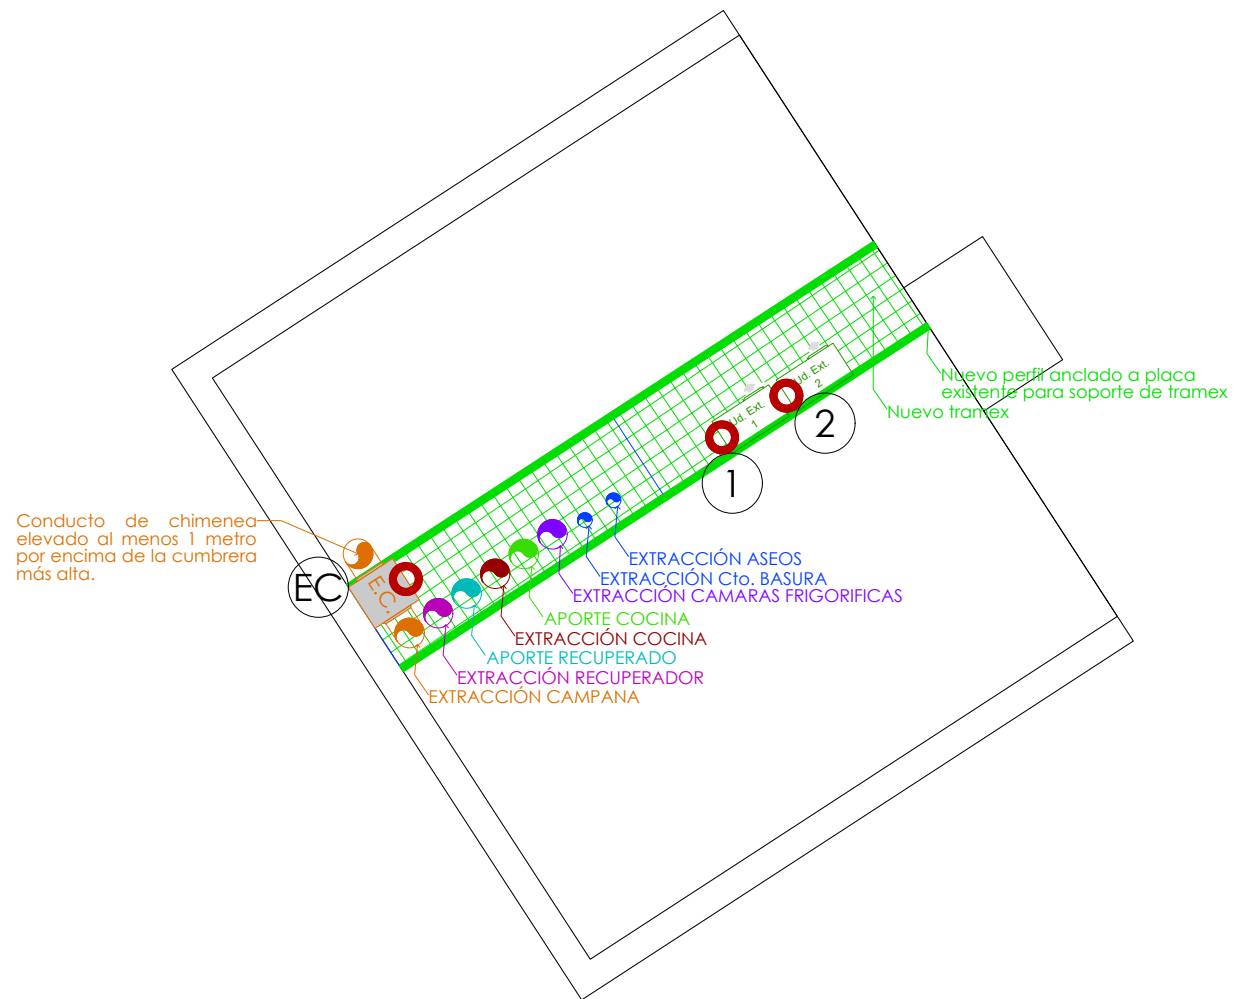 Nuevo perfil anclado a placa
existente para soporte de tramex
Nuevo tramex
Ud. Ext.
2
Ud. Ext.
1
2
1
Conducto de chimenea
elevado al menos 1 metro
por encima de la cumbrera
más alta.
EC
E.C.
EXTRACCIÓN ASEOS
EXTRACCIÓN Cto. BASURA
EXTRACCIÓN CAMARAS FRIGORIFICAS
APORTE COCINA
EXTRACCIÓN COCINA
APORTE RECUPERADO
EXTRACCIÓN RECUPERADOR
EXTRACCIÓN CAMPANA